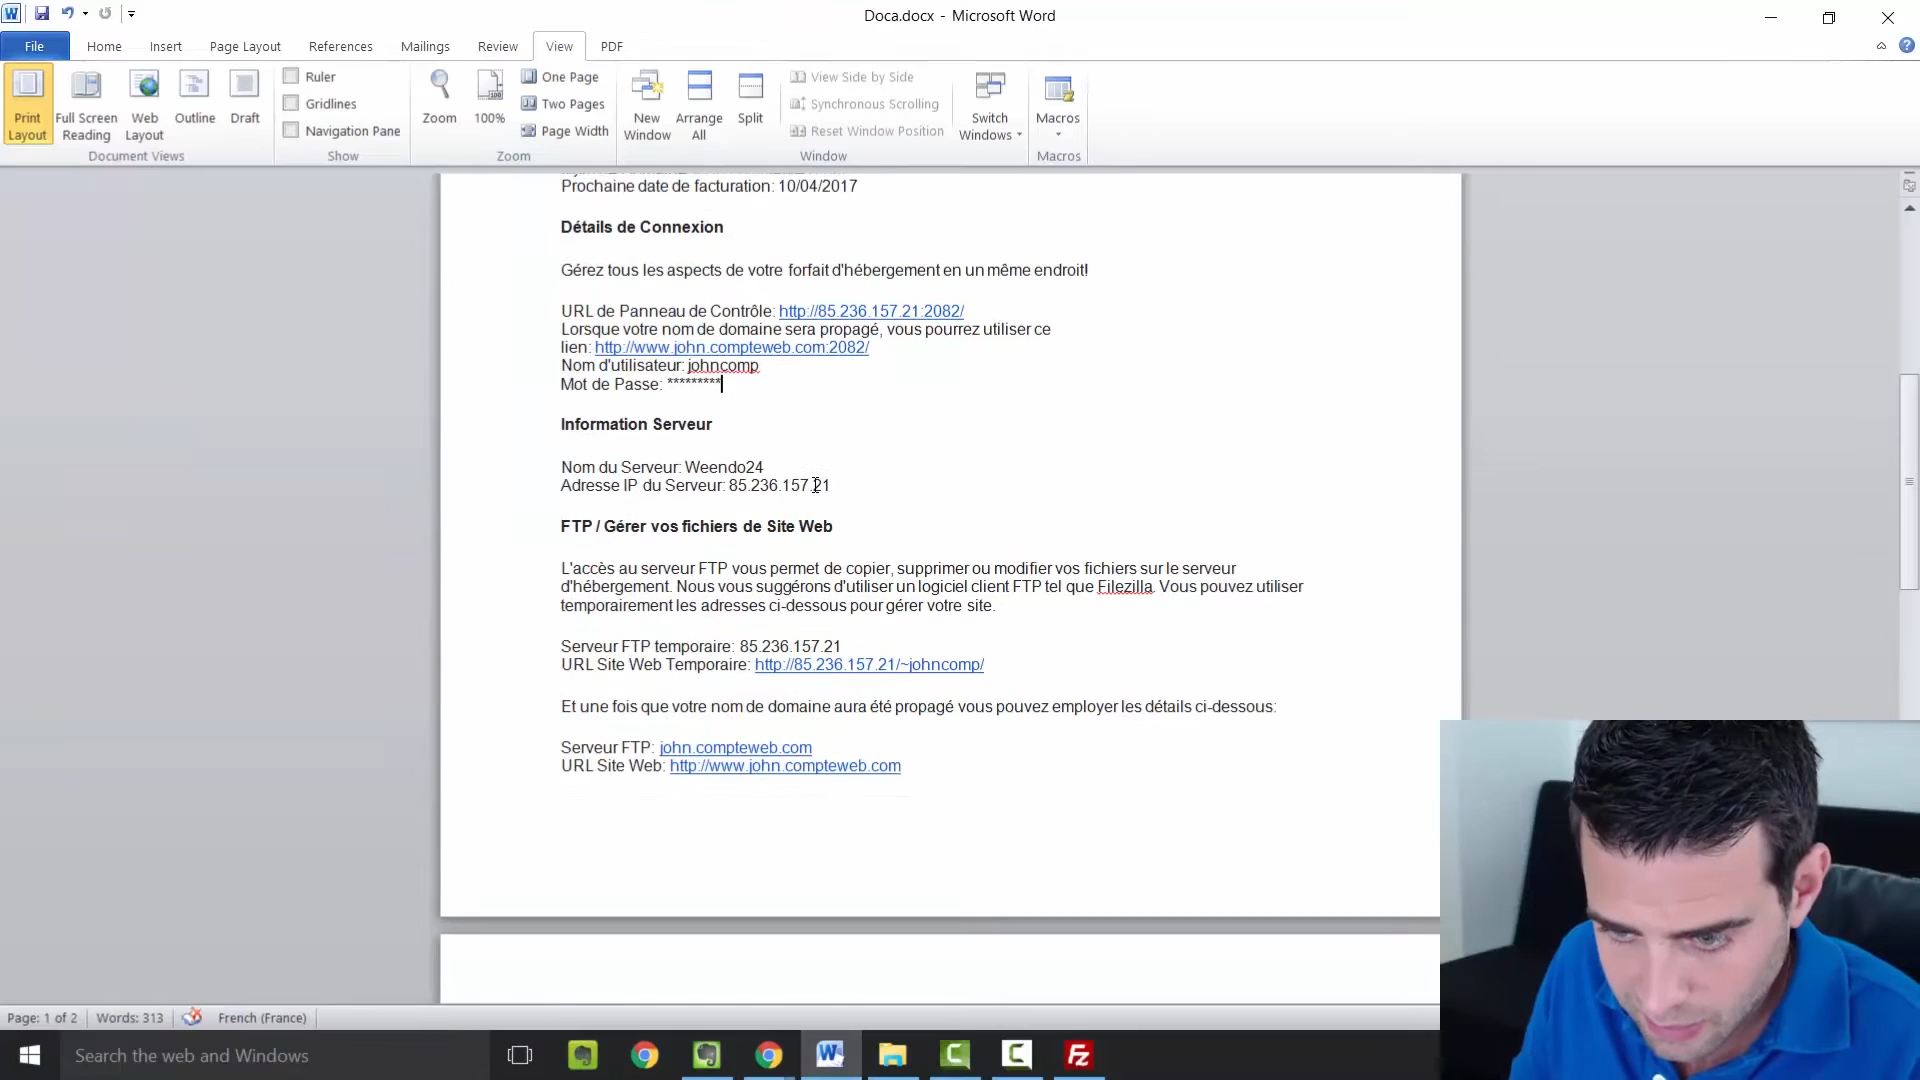 Doca.docx - Microsoft Word
File Home Insert Page Layout References Mailings Review View PDF
Print Layout
Full Screen Reading
Web Layout
Outline
Draft
Document Views
Ruler
Gridlines
Navigation Pane
Show
Zoom
100%
One Page
Two Pages
Page Width
Zoom
New Window
Arrange All
Split
View Side by Side
Synchronous Scrolling
Reset Window Position
Window
Switch Windows
Macros
Macros
Prochaine date de facturation: 10/04/2017
Détails de Connexion
Gérez tous les aspects de votre forfait d'hébergement en un même endroit!
URL de Panneau de Contrôle: http://85.236.157.21:2082/
Lorsque votre nom de domaine sera propagé, vous pourrez utiliser ce
lien: http://www.john.compteweb.com:2082/
Nom d'utilisateur: johncomp
Mot de Passe: *********
Information Serveur
Nom du Serveur: Weendo24
Adresse IP du Serveur: 85.236.157.21
FTP / Gérer vos fichiers de Site Web
L'accès au serveur FTP vous permet de copier, supprimer ou modifier vos fichiers sur le serveur
d'hébergement. Nous vous suggérons d'utiliser un logiciel client FTP tel que Filezilla. Vous pouvez utiliser
temporairement les adresses ci-dessous pour gérer votre site.
Serveur FTP temporaire: 85.236.157.21
URL Site Web Temporaire: http://85.236.157.21/~johncomp/
Et une fois que votre nom de domaine aura été propagé vous pouvez employer les détails ci-dessous:
Serveur FTP: john.compteweb.com
URL Site Web: http://www.john.compteweb.com
Page: 1 of 2 Words: 313 French (France)
Search the web and Windows